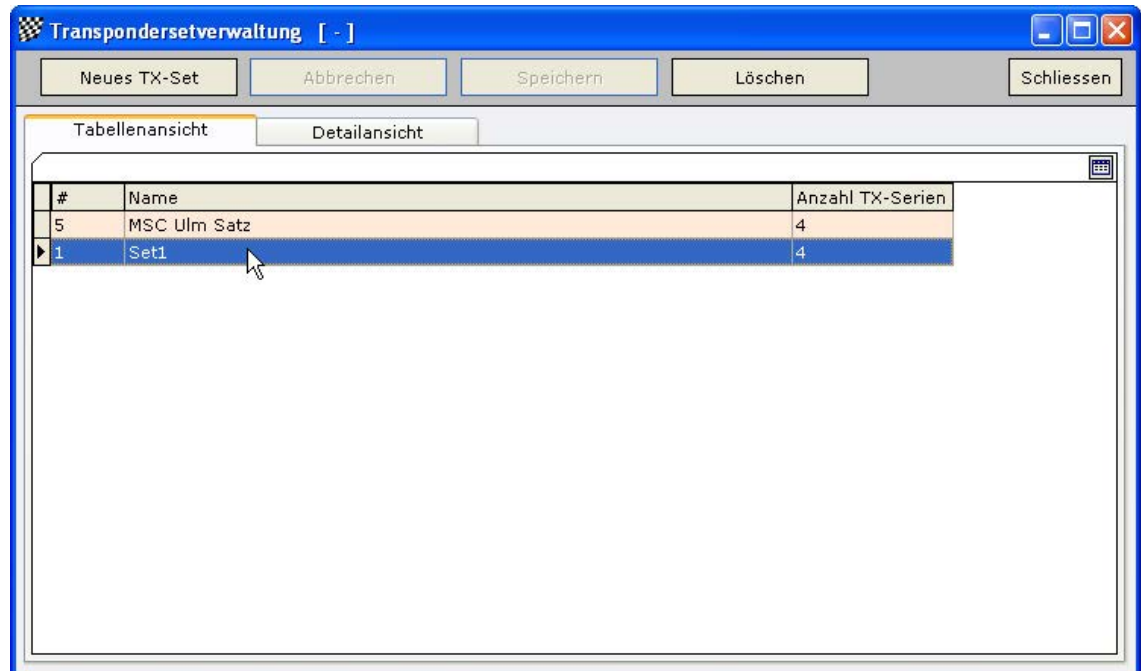 Transpondersetverwaltung [ - ]
Neues TX-Set Abbrechen Speichern Löschen Schliessen
Tabellenansicht Detailansicht
# Name Anzahl TX-Serien
5 MSC Ulm Satz 4
1 Set1 4